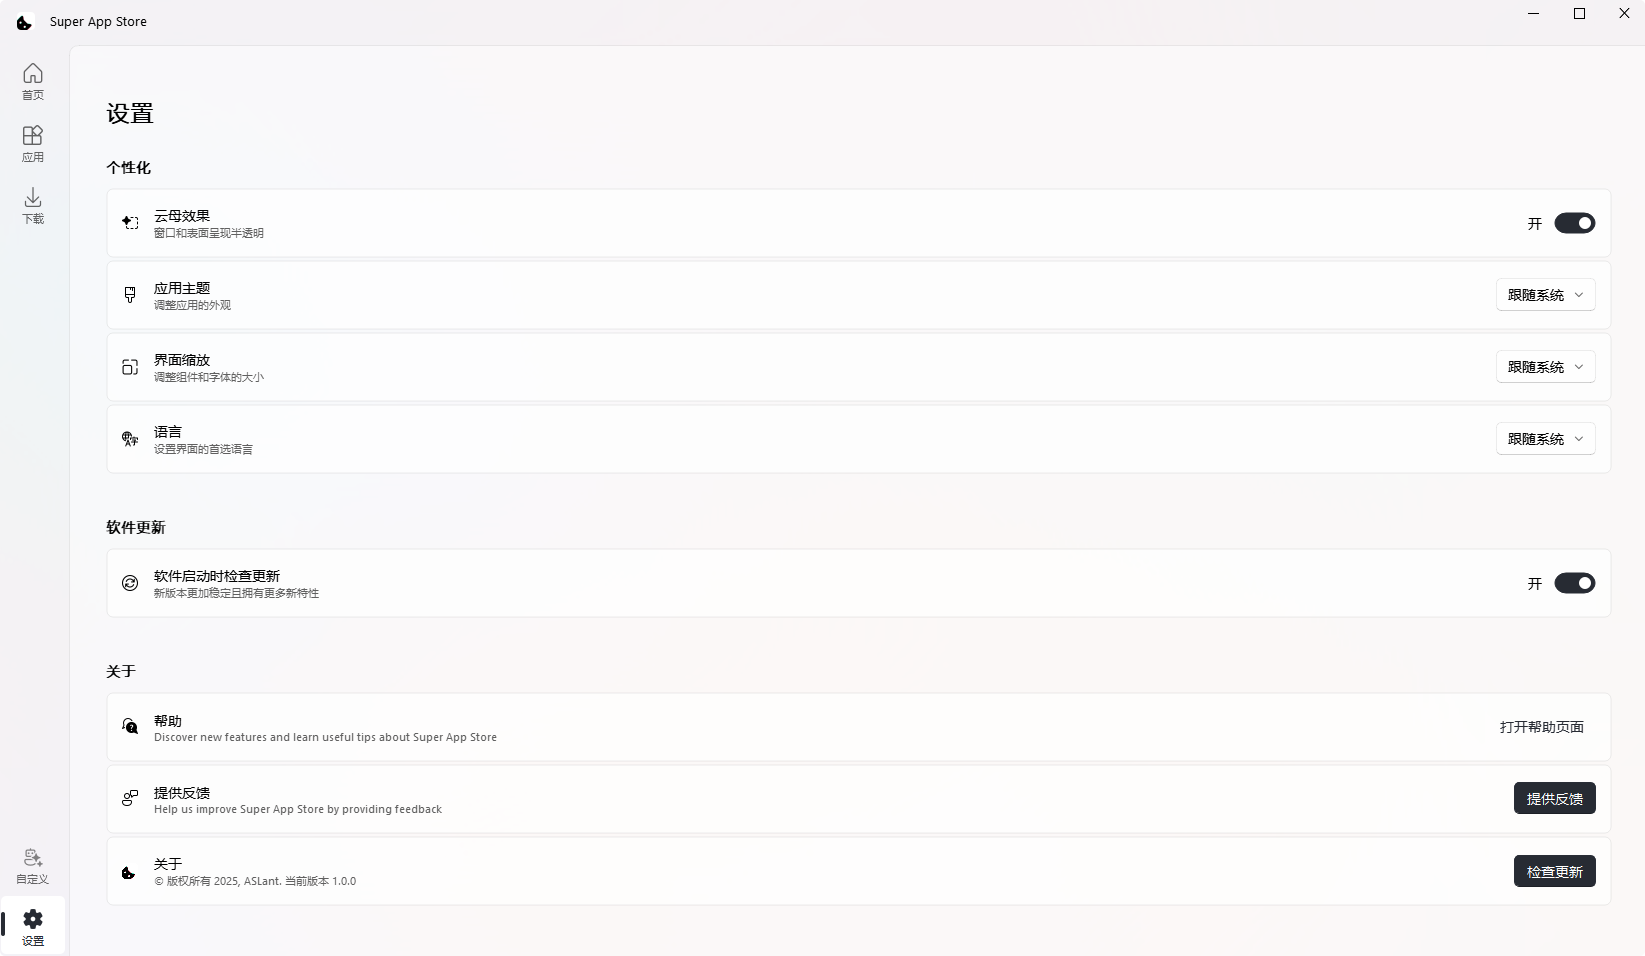 Super App Store
首页
应用
下载
设置
个性化
云母效果
窗口和表面呈现半透明
开
应用主题
调整应用的外观
跟随系统
界面缩放
调整组件和字体的大小
跟随系统
语言
设置界面的首选语言
跟随系统
软件更新
软件启动时检查更新
新版本更加稳定且拥有更多新特性
开
关于
帮助
Discover new features and learn useful tips about Super App Store
打开帮助页面
提供反馈
Help us improve Super App Store by providing feedback
提供反馈
关于
© 版权所有 2025, ASLant. 当前版本 1.0.0
检查更新
自定义
设置